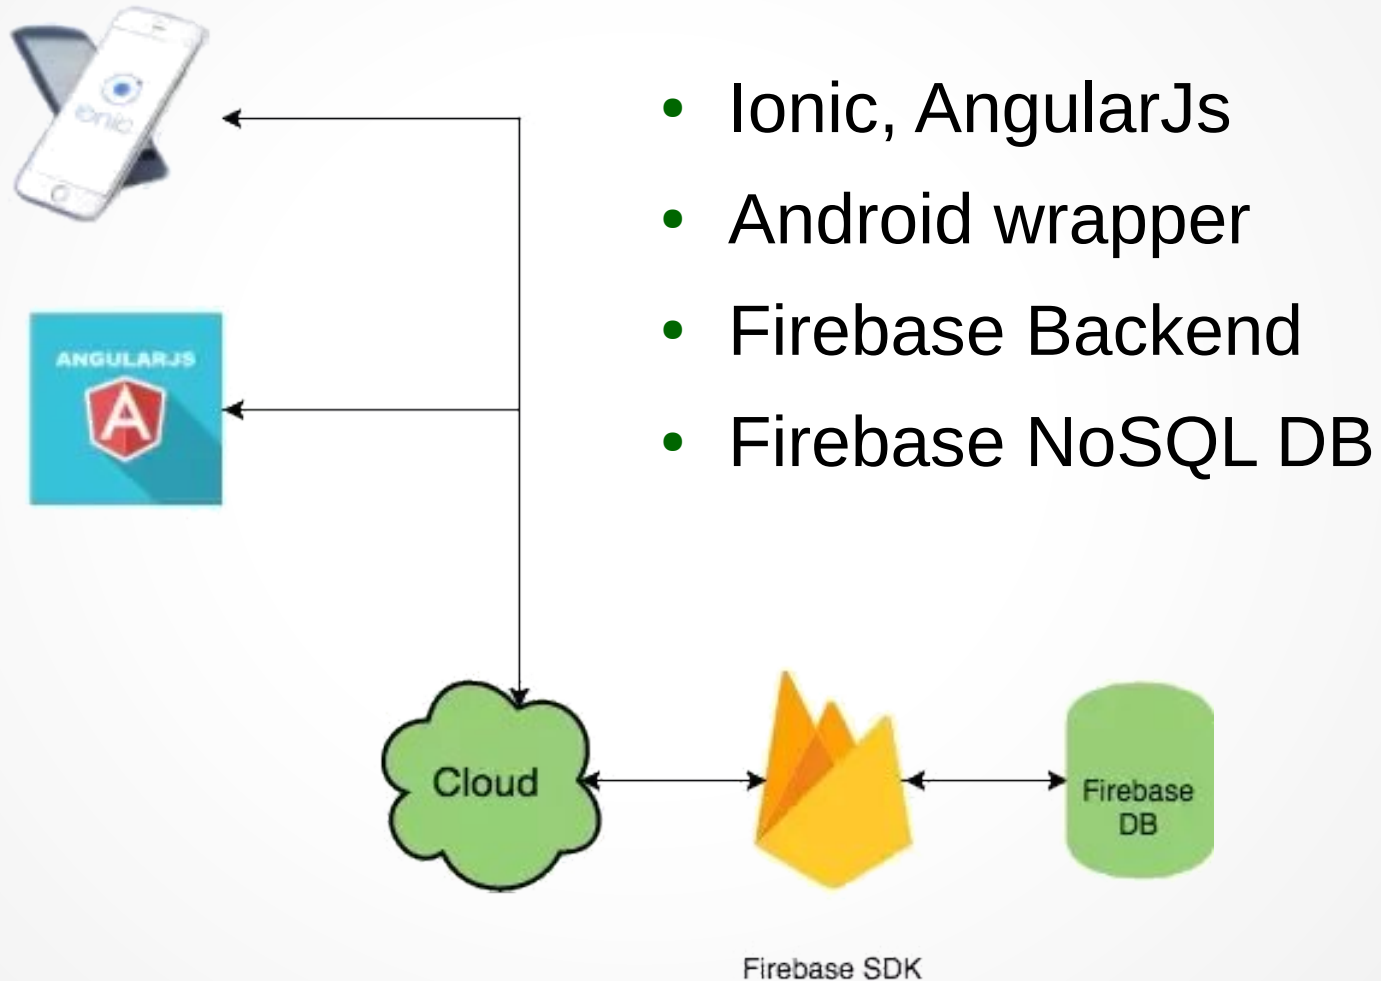 ionic
Ionic, AngularJs
Android wrapper
Firebase Backend
Firebase NoSQL DB
ANGULARJS
A
Cloud
Firebase
DB
Firebase SDK